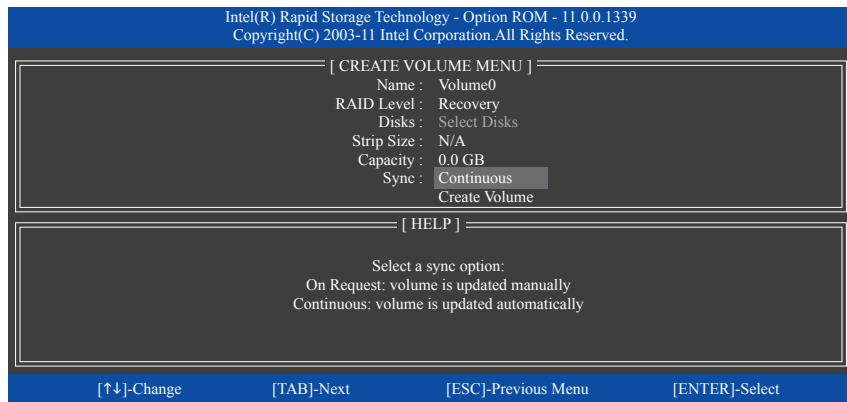 Intel(R) Rapid Storage Technology - Option ROM - 11.0.0.1339
Copyright(C) 2003-11 Intel Corporation.All Rights Reserved.
[ CREATE VOLUME MENU ]
Name : Volume0
RAID Level : Recovery
Disks : Select Disks
Strip Size : N/A
Capacity : 0.0 GB
Sync : Continuous
Create Volume
[ HELP ]
Select a sync option:
On Request: volume is updated manually
Continuous: volume is updated automatically
[↑↓]-Change [TAB]-Next [ESC]-Previous Menu [ENTER]-Select